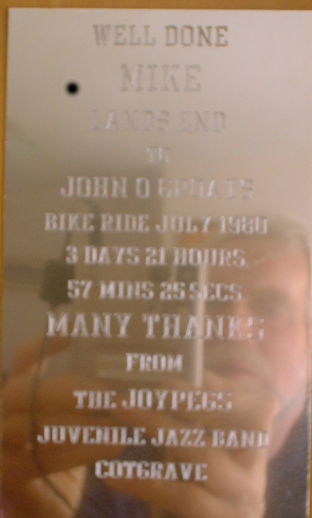 WELL DONE
MIKE
LANDS END
TO
JOHN O GROATS
BIKE RIDE JULY 1980
3 DAYS 21 HOURS
57 MINS 25 SECS
MANY THANKS
FROM
THE JOYPEGS
JUVENILE JAZZ BAND
COTGRAVE